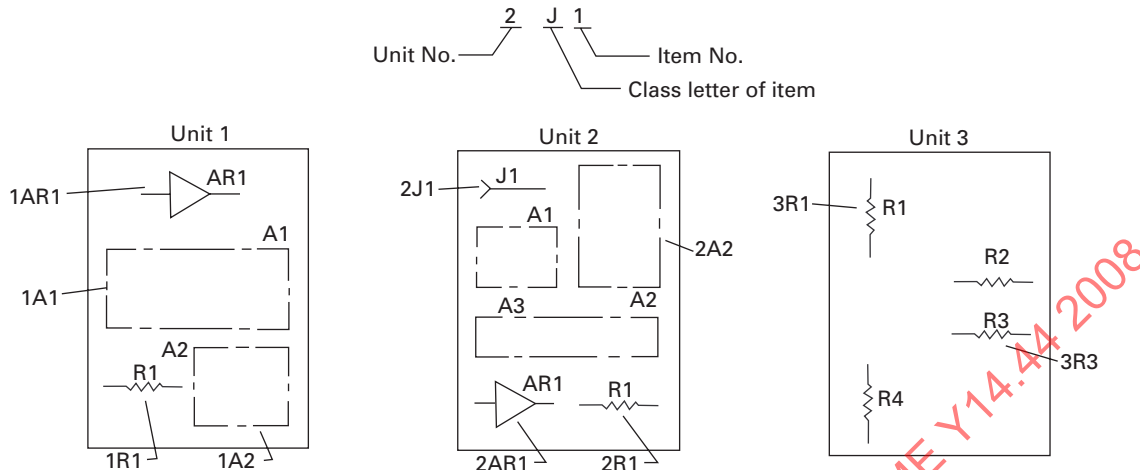 2 J 1
Unit No.
Item No.
Class letter of item
Unit 1
1AR1
AR1
A1
1A1
A2
R1
1R1
1A2
Unit 2
2J1
J1
A1
2A2
A3
A2
AR1
R1
2AR1
2R1
Unit 3
3R1
R1
R2
R3
3R3
R4
ME Y14.44 2008